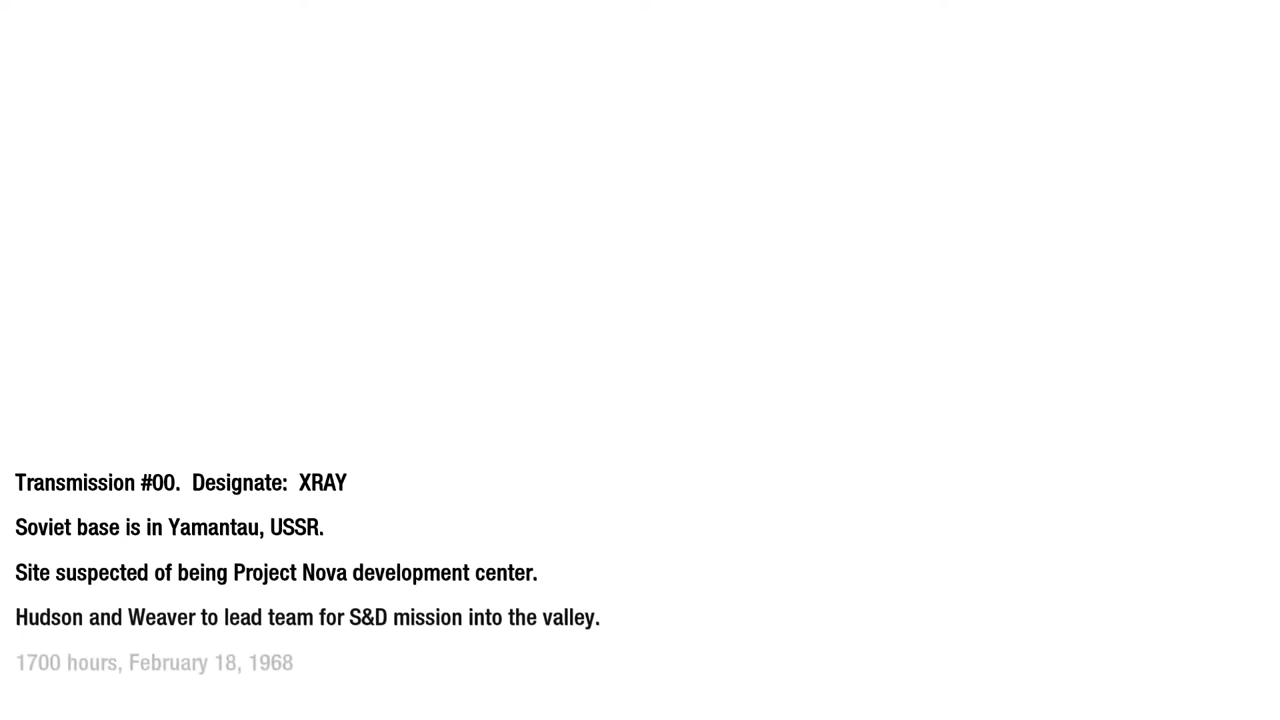 Transmission #00.  Designate:  XRAY
Soviet base is in Yamantau, USSR.
Site suspected of being Project Nova development center.
Hudson and Weaver to lead team for S&D mission into the valley.
1700 hours, February 18, 1968